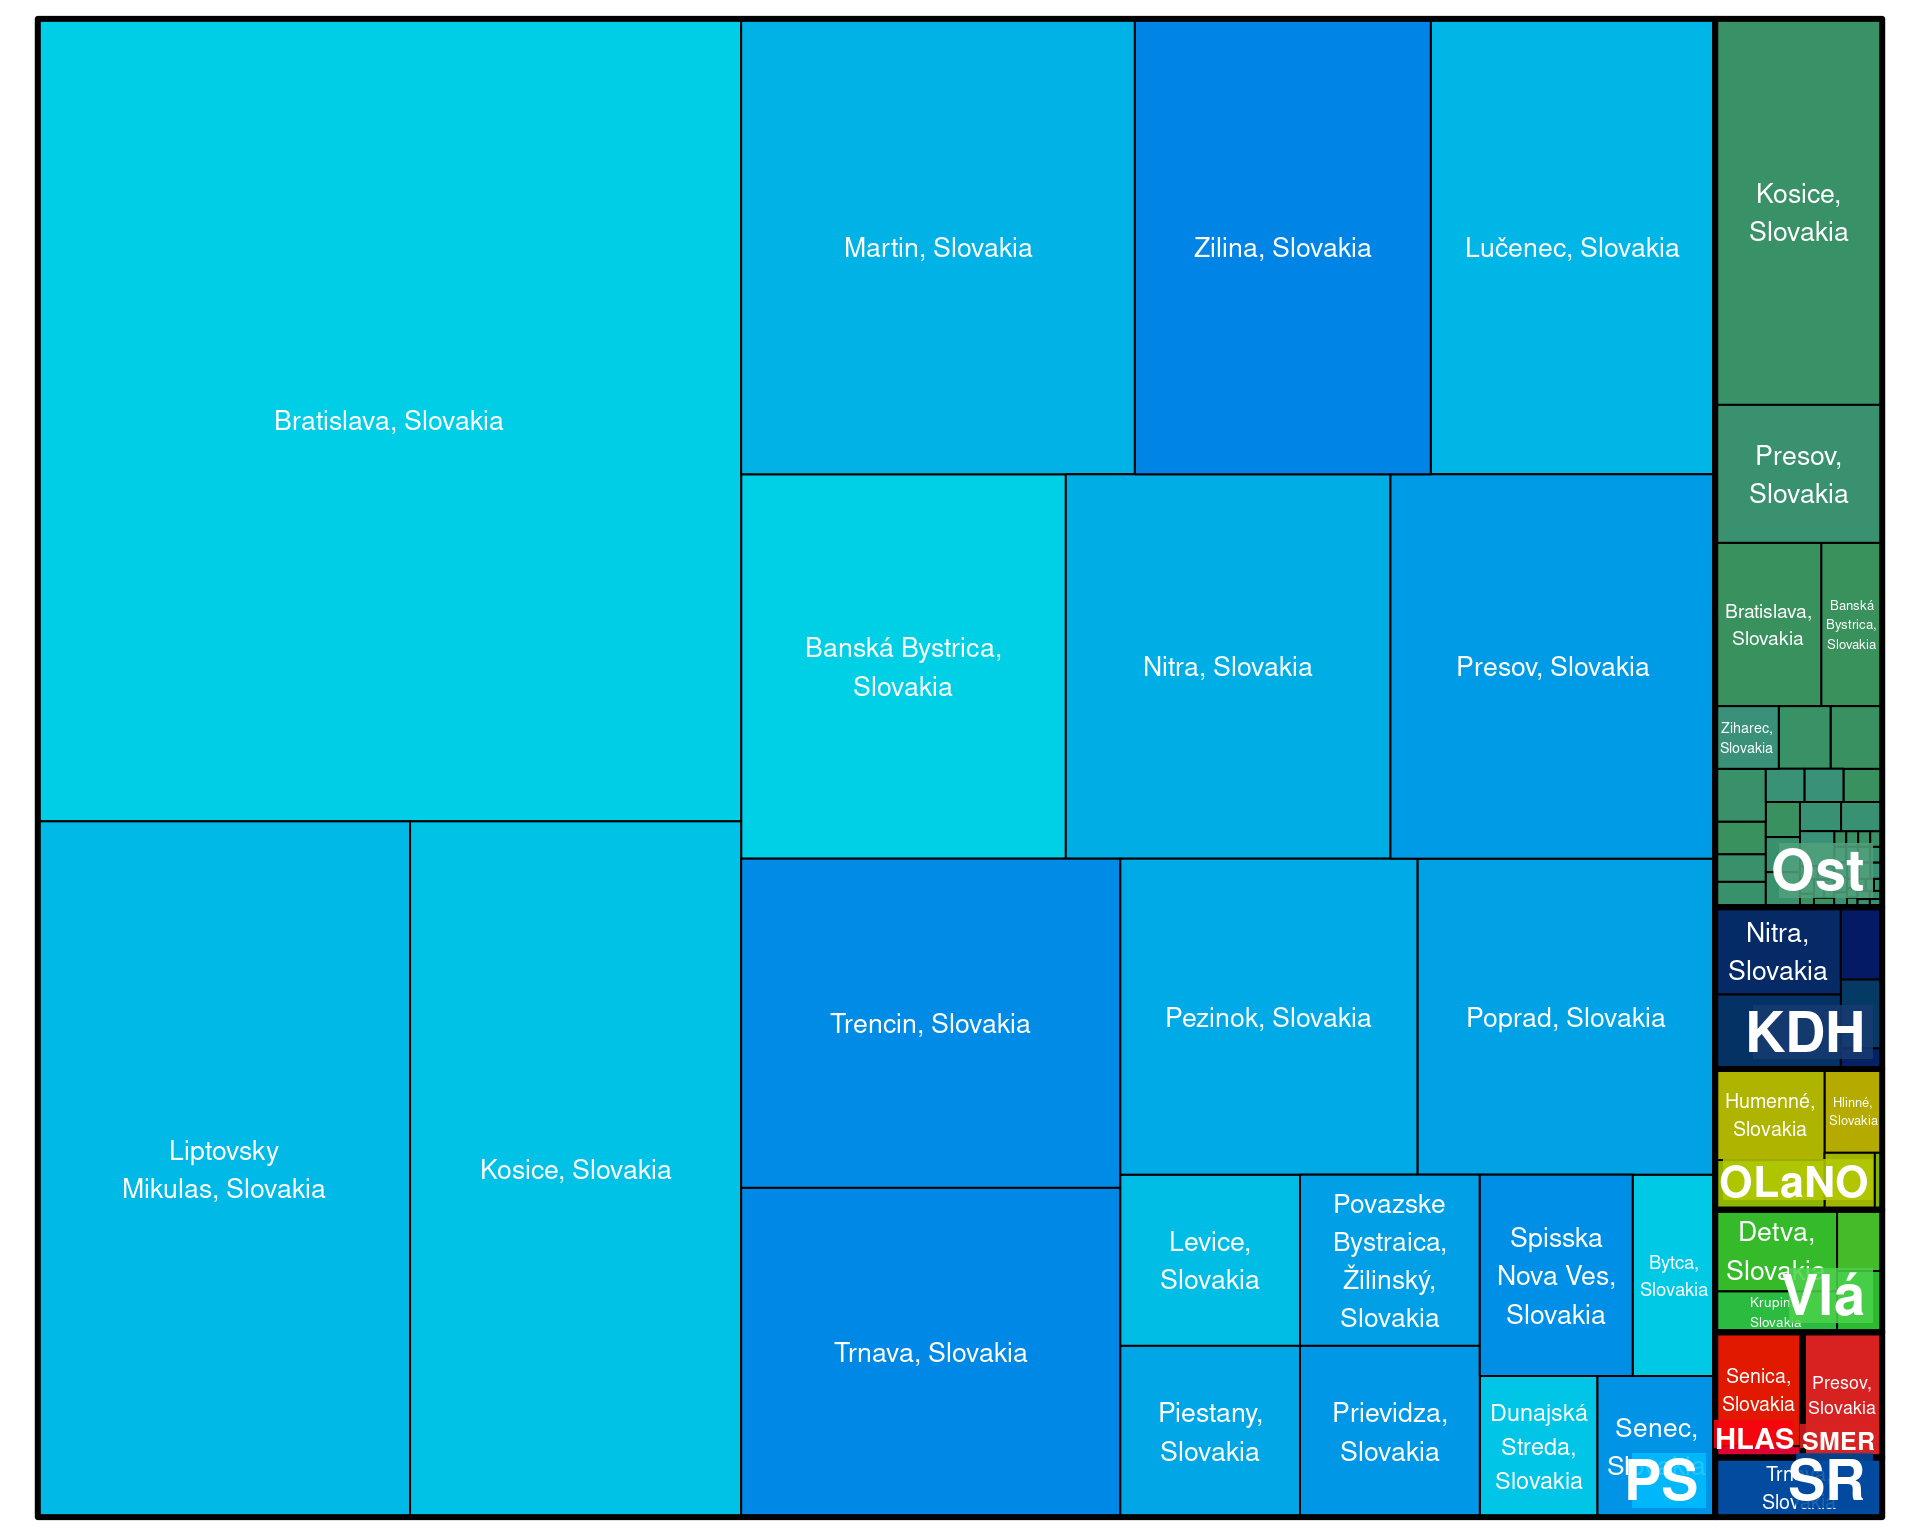 Bratislava, Slovakia
Martin, Slovakia
Zilina, Slovakia
Lučenec, Slovakia
Banská Bystrica,
Slovakia
Nitra, Slovakia
Presov, Slovakia
Liptovsky
Mikulas, Slovakia
Kosice, Slovakia
Trencin, Slovakia
Pezinok, Slovakia
Poprad, Slovakia
Trnava, Slovakia
Levice,
Slovakia
Povazske
Bystraica,
Žilinský,
Slovakia
Spisska
Nova Ves,
Slovakia
Bytca,
Slovakia
Piestany,
Slovakia
Prievidza,
Slovakia
Dunajská
Streda,
Slovakia
Senec,
Slovakia
PS
Kosice,
Slovakia
Presov,
Slovakia
Bratislava,
Slovakia
Banská
Bystrica,
Slovakia
Ziharec,
Slovakia
Ost
Nitra,
Slovakia
KDH
Humenné,
Slovakia
Hlinné,
Slovakia
OLaNO
Detva,
Slovakia
Slovakia
Vlá
Senica,
Slovakia
HLAS
Presov,
Slovakia
SMER
Slovakia
SR